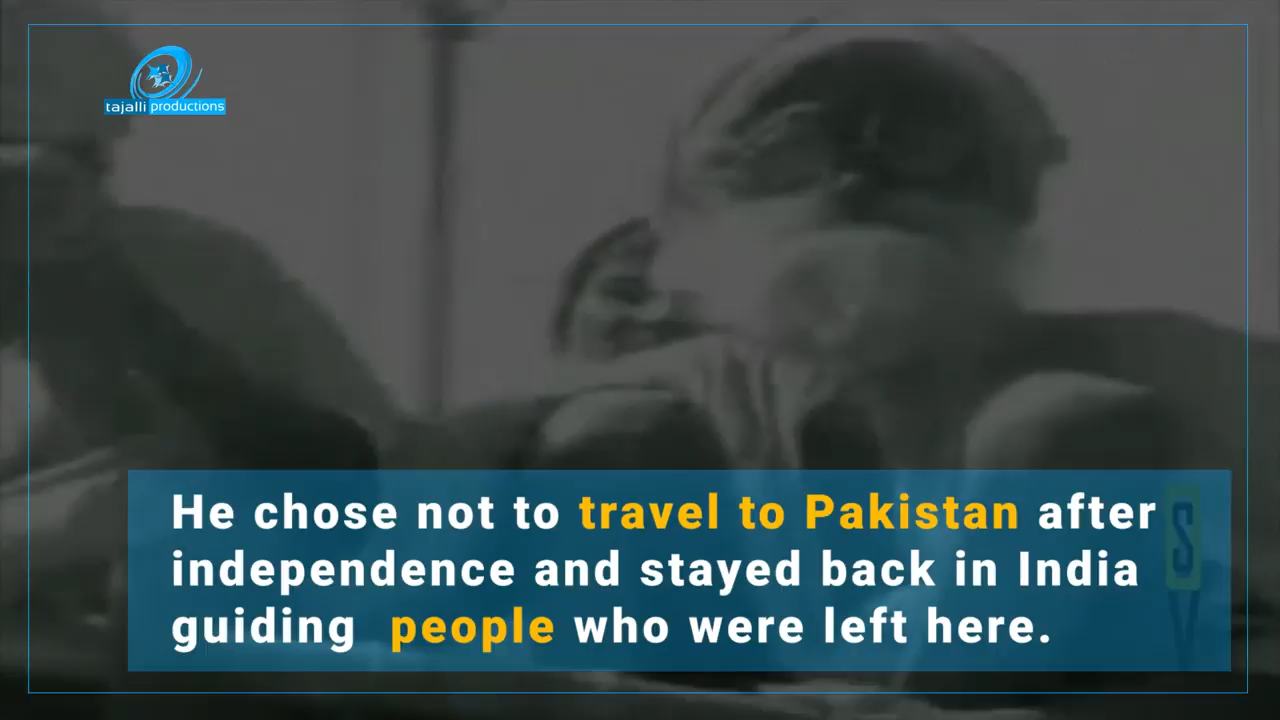 tajalli productions
He chose not to travel to Pakistan after
independence and stayed back in India
guiding people who were left here.
S